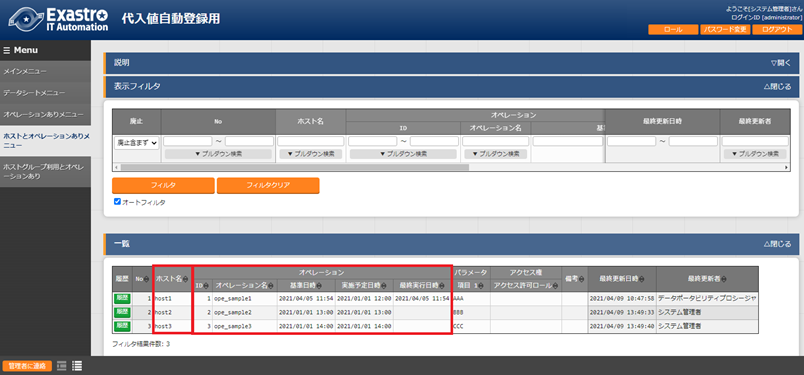 Exastro
IT Automation
代入値自動登録用
ようこそ[システム管理者]さん
ログインID [administrator]
ロール パスワード変更 ログアウト
Menu
メインメニュー
データシートメニュー
オペレーションありメニュー
ホストとオペレーションありメ
ニュー
ホストグループ利用とオペレ
ーションあり
説明 ▽開く
表示フィルタ △閉じる
廃止 No ホスト名 オペレーション 最終更新日時 最終更新者
ID オペレーション名 基
廃止含まず ～ ～ ～
▼ プルダウン検索 ▼ プルダウン検索 ▼ プルダウン検索 ▼ プルダウン検索 ▼ プルダウン検索
フィルタ フィルタクリア
オートフィルタ
一覧 △閉じる
履歴 No ホスト名 オペレーション パラメータ アクセス権 備考 最終更新日時 最終更新者
ID オペレーション名 基準日時 実施予定日時 最終実行日時 項目 1 アクセス許可ロール
履歴 1 host1 1 ope_sample1 2021/04/05 11:54 2021/01/01 12:00 2021/04/05 11:54 AAA 2021/04/09 10:47:58 データポータビリティプロシージャ
履歴 2 host2 2 ope_sample2 2021/01/01 13:00 2021/01/01 13:00 BBB 2021/04/09 13:49:33 システム管理者
履歴 3 host3 3 ope_sample3 2021/01/01 14:00 2021/01/01 14:00 CCC 2021/04/09 13:49:40 システム管理者
フィルタ結果件数: 3
管理者に連絡